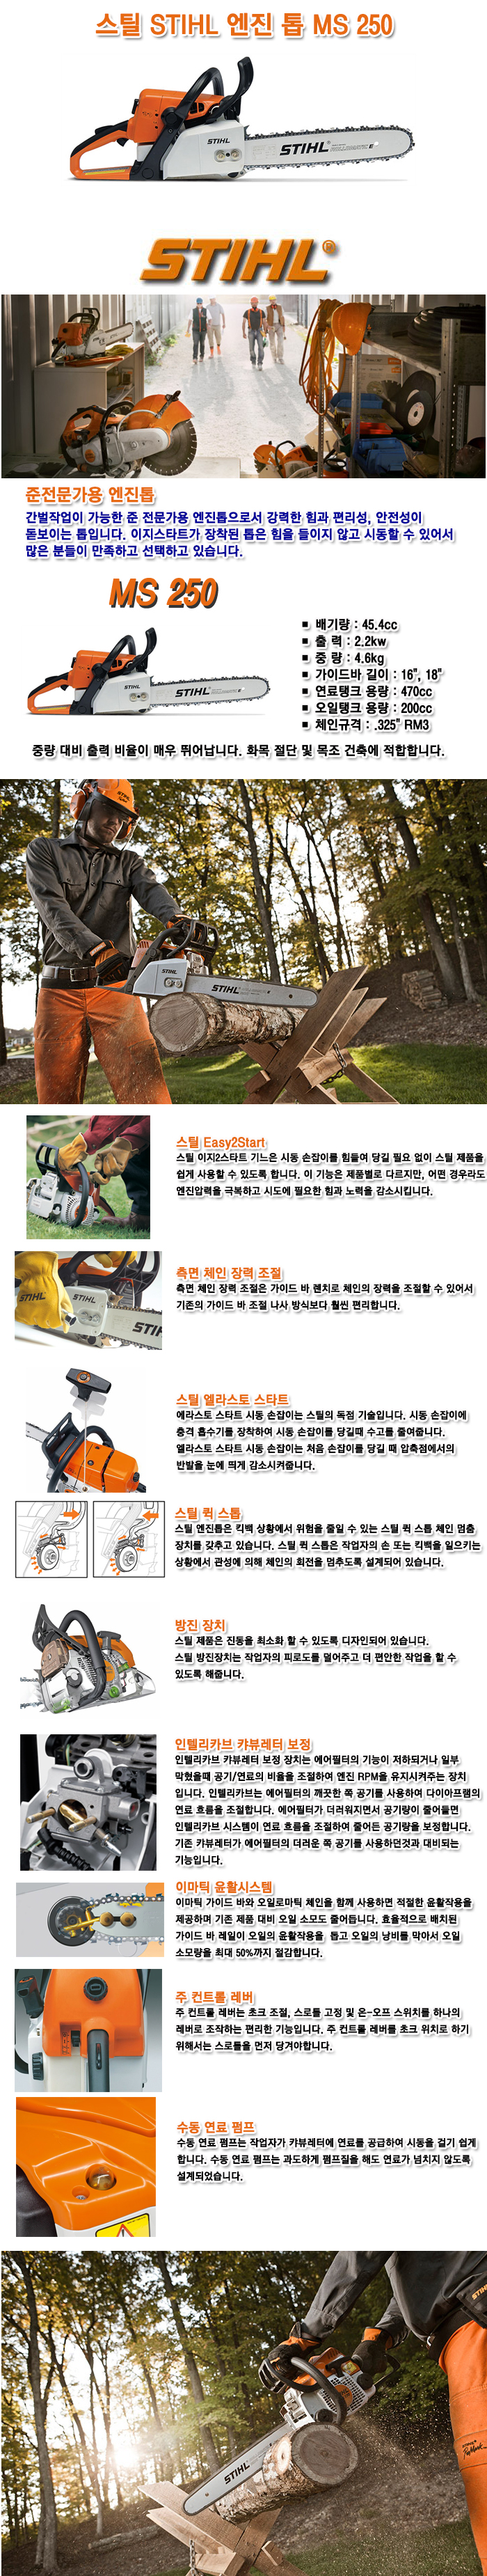 스틸 STIHL 엔진 톱 MS 250
STIHL
STIHL
STIHL®
준전문가용 엔진톱
간벌작업이 가능한 준 전문가용 엔진톱으로서 강력한 힘과 편리성, 안전성이
돋보이는 톱입니다. 이지스타트가 장착된 톱은 힘을 들이지 않고 시동할 수 있어서
많은 분들이 만족하고 선택하고 있습니다.
MS 250
■ 배기량 : 45.4cc
■ 출 력 : 2.2kw
■ 중 량 : 4.6kg
■ 가이드바 길이 : 16", 18"
■ 연료탱크 용량 : 470cc
■ 오일탱크 용량 : 200cc
■ 체인규격 : .325" RM3
STIHL
STIHL
중량 대비 출력 비율이 매우 뛰어납니다. 화목 절단 및 목조 건축에 적합합니다.
STIHL
STIHL
STIHL
스틸 Easy2Start
스틸 이지2스타트 기느은 시동 손잡이를 힘들여 당길 필요 없이 스틸 제품을
쉽게 사용할 수 있도록 합니다. 이 기능은 제품별로 다르지만, 어떤 경우라도
엔진압력을 극복하고 시도에 필요한 힘과 노력을 감소시킵니다.
STIHL
STIHL
측면 체인 장력 조절
측면 체인 장력 조절은 가이드 바 렌치로 체인의 장력을 조절할 수 있어서
기존의 가이드 바 조절 나사 방식보다 훨씬 편리합니다.
스틸 엘라스토 스타트
에라스토 스타트 시동 손잡이는 스틸의 독점 기술입니다. 시동 손잡이에
충격 흡수기를 장착하여 시동 손잡이를 당길때 수고를 줄여줍니다.
엘라스토 스타트 시동 손잡이는 처음 손잡이를 당길 때 압축점에서의
반발을 눈에 띄게 감소시켜줍니다.
스틸 퀵 스톱
스틸 엔진톱은 킥백 상황에서 위험을 줄일 수 있는 스틸 퀵 스톱 체인 멈춤
장치를 갖추고 있습니다. 스틸 퀵 스톱은 작업자의 손 또는 킥백을 일으키는
상황에서 관성에 의해 체인의 회전을 멈추도록 설계되어 있습니다.
방진 장치
스틸 제품은 진동을 최소화 할 수 있도록 디자인되어 있습니다.
스틸 방진장치는 작업자의 피로도를 덜어주고 더 편안한 작업을 할 수
있도록 해줍니다.
인텔리카브 캬뷰레터 보정
인텔리카브 캬뷰레터 보정 장치는 에어필터의 기능이 저하되거나 일부
막혔을때 공기/연료의 비율을 조절하여 엔진 RPM을 유지시켜주는 장치
입니다. 인텔리카브는 에어필터의 깨끗한 쪽 공기를 사용하여 다이아프램의
연료 흐름을 조절합니다. 에어필터가 더러워지면서 공기량이 줄어들면
인텔리카브 시스템이 연료 흐름을 조절하여 줄어든 공기량을 보정합니다.
기존 캬뷰레터가 에어필터의 더러운 쪽 공기를 사용하던것과 대비되는
기능입니다.
이마틱 윤활시스템
이마틱 가이드 바와 오일로마틱 체인을 함께 사용하면 적절한 윤활작용을
제공하며 기존 제품 대비 오일 소모도 줄어듭니다. 효율적으로 배치된
가이드 바 레일이 오일의 윤활작용을 돕고 오일의 낭비를 막아서 오일
소모량을 최대 50%까지 절감합니다.
주 컨트롤 레버
주 컨트롤 레버는 초크 조절, 스로틀 고정 및 온-오프 스위치를 하나의
레버로 조작하는 편리한 기능입니다. 주 컨트롤 레버를 초크 위치로 하기
위해서는 스로틀을 먼저 당겨야합니다.
수동 연료 펌프
수동 연료 펌프는 작업자가 캬뷰레터에 연료를 공급하여 시동을 걸기 쉽게
합니다. 수동 연료 펌프는 과도하게 펌프질을 해도 연료가 넘치지 않도록
설계되었습니다.
STIHL
STIHL